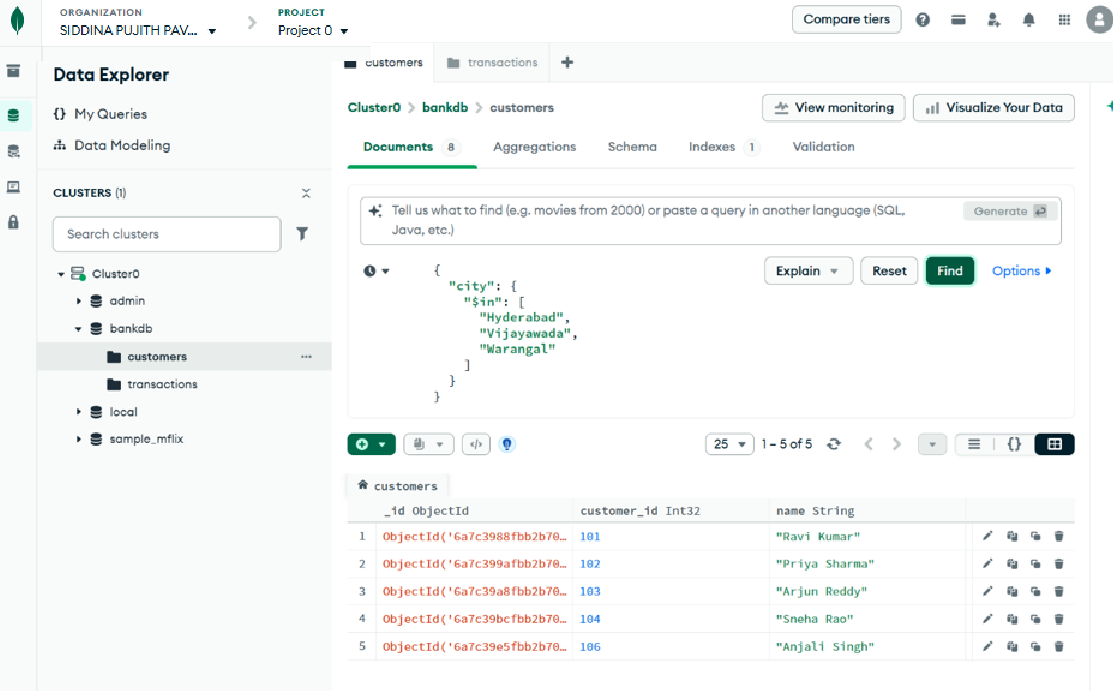 ORGANIZATION
SIDDINA PUJITH PAV...
PROJECT
Project 0
Compare tiers
Data Explorer
My Queries
Data Modeling
CLUSTERS (1)
Search clusters
Cluster0
admin
bankdb
customers
transactions
local
sample_mflix
customers
transactions
Cluster0 > bankdb > customers
View monitoring
Visualize Your Data
Documents 8
Aggregations
Schema
Indexes 1
Validation
Tell us what to find (e.g. movies from 2000) or paste a query in another language (SQL,
Java, etc.)
Generate
{
"city": {
"$in": [
"Hyderabad",
"Vijayawada",
"Warangal"
]
}
}
Explain
Reset
Find
Options
25
1 – 5 of 5
customers
_id ObjectId customer_id Int32 name String
1 ObjectId('6a7c3988fbb2b70… 101 "Ravi Kumar"
2 ObjectId('6a7c399afbb2b70… 102 "Priya Sharma"
3 ObjectId('6a7c39a8fbb2b70… 103 "Arjun Reddy"
4 ObjectId('6a7c39bcfbb2b70… 104 "Sneha Rao"
5 ObjectId('6a7c39e5fbb2b70… 106 "Anjali Singh"